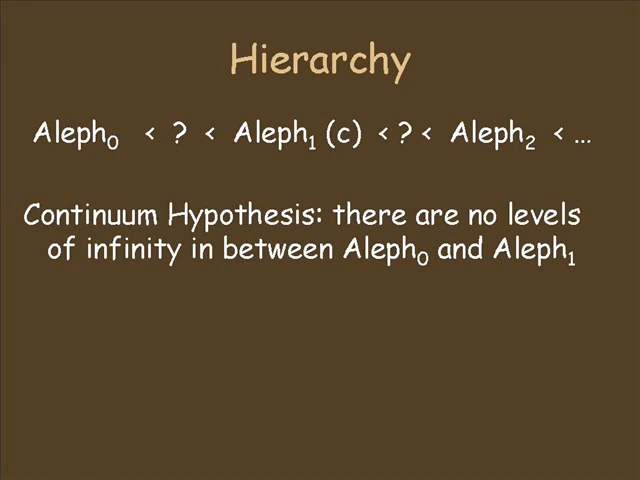 Hierarchy
Aleph₀ < ? < Aleph₁ (c) < ? < Aleph₂ < ...
Continuum Hypothesis: there are no levels
of infinity in between Aleph₀ and Aleph₁